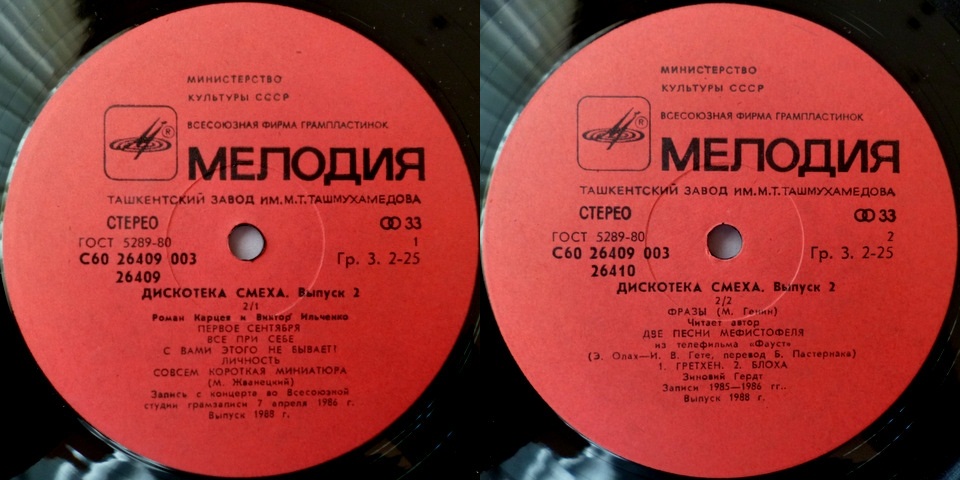 МИНИСТЕРСТВО
КУЛЬТУРЫ СССР
ВСЕСОЮЗНАЯ ФИРМА ГРАМПЛАСТИНОК
®
МЕЛОДИЯ
ТАШКЕНТСКИЙ ЗАВОД ИМ. М.Т. ТАШМУХАМЕДОВА
СТЕРЕО 33
ГОСТ 5289-80 1
С60 26409 003 Гр. 3. 2-25
26409
ДИСКОТЕКА СМЕХА. Выпуск 2
2/1
Роман Карцев и Виктор Ильченко
ПЕРВОЕ СЕНТЯБРЯ
ВСЕ ПРИ СЕБЕ
С ВАМИ ЭТОГО НЕ БЫВАЕТ?
ЛИЧНОСТЬ
СОВСЕМ КОРОТКАЯ МИНИАТЮРА
(М. Жванецкий)
Запись с концерта во Всесоюзной
студии грамзаписи 7 апреля 1986 г.
Выпуск 1988 г.
МИНИСТЕРСТВО
КУЛЬТУРЫ СССР
ВСЕСОЮЗНАЯ ФИРМА ГРАМПЛАСТИНОК
®
МЕЛОДИЯ
ТАШКЕНТСКИЙ ЗАВОД ИМ. М.Т. ТАШМУХАМЕДОВА
СТЕРЕО 33
ГОСТ 5289-80 2
С60 26409 003 Гр. 3. 2-25
26410
ДИСКОТЕКА СМЕХА. Выпуск 2
2/2
ФРАЗЫ (М. Генин)
Читает автор
ДВЕ ПЕСНИ МЕФИСТОФЕЛЯ
из телефильма «Фауст»
(Э. Олах—И. В. Гете, перевод Б. Пастернака)
1. ГРЕТХЕН. 2. БЛОХА
Зиновий Гердт
Записи 1985—1986 гг.
Выпуск 1988 г.